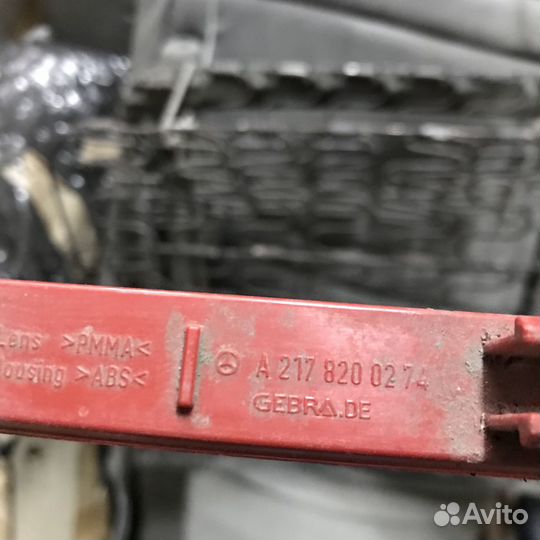 Lens >PMMA<
Housing >ABS<
A 217 820 02 74
GEBRA.DE
Avito